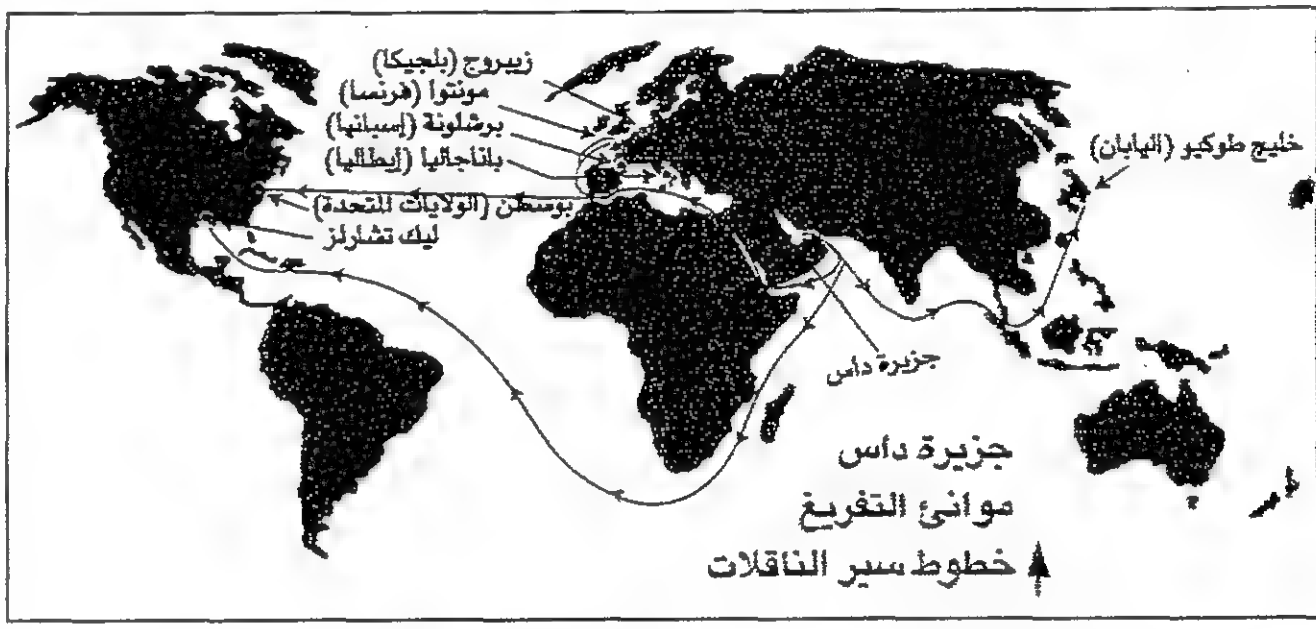 زيبروج (بلجيكا)
مونتوا (فرنسا)
برشلونة (إسبانيا)
باناجاليا (إيطاليا)
بوسطن (الولايات المتحدة)
ليك تشارلز
خليج طوكيو (اليابان)
جزيرة داس
جزيرة داس
موانئ التفريغ
خطوط سير الناقلات